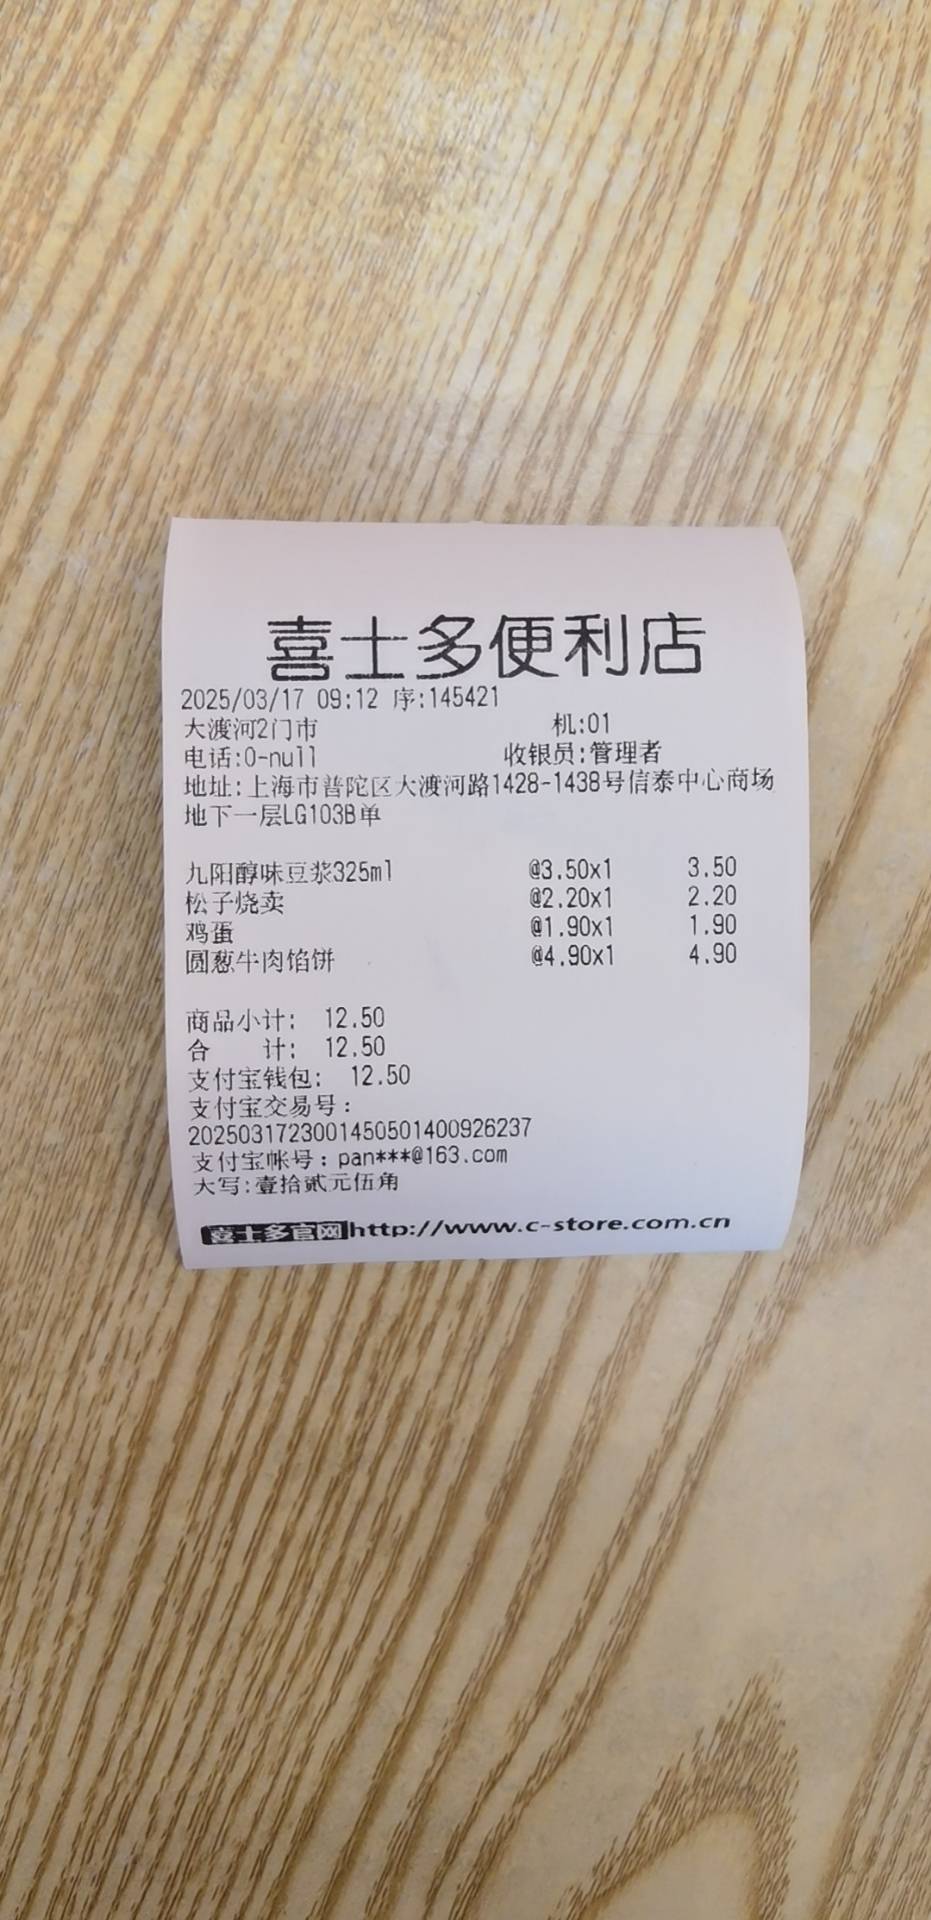 喜士多便利店
2025/03/17 09:12 序:145421
大渡河2门市 机:01
电话:0-null 收银员:管理者
地址:上海市普陀区大渡河路1428-1438号信泰中心商场
地下一层LG103B单
九阳醇味豆浆325ml @3.50x1 3.50
松子烧卖 @2.20x1 2.20
鸡蛋 @1.90x1 1.90
圆葱牛肉馅饼 @4.90x1 4.90
商品小计: 12.50
合 计: 12.50
支付宝钱包: 12.50
支付宝交易号:
2025031723001450501400926237
支付宝帐号:pan***@163.com
大写:壹拾贰元伍角
喜士多官网http://www.c-store.com.cn